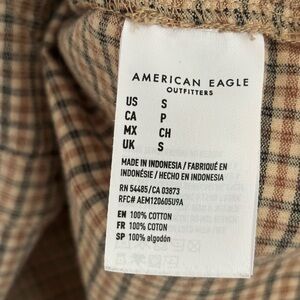 AMERICAN EAGLE
OUTFITTERS
US S
CA P
MX CH
UK S
MADE IN INDONESIA / FABRIQUÉ EN
INDONÉSIE / HECHO EN INDONESIA
RN 54485/CA 03873
RFC# AEM120605U9A
EN 100% COTTON
FR 100% COTON
SP 100% algodón